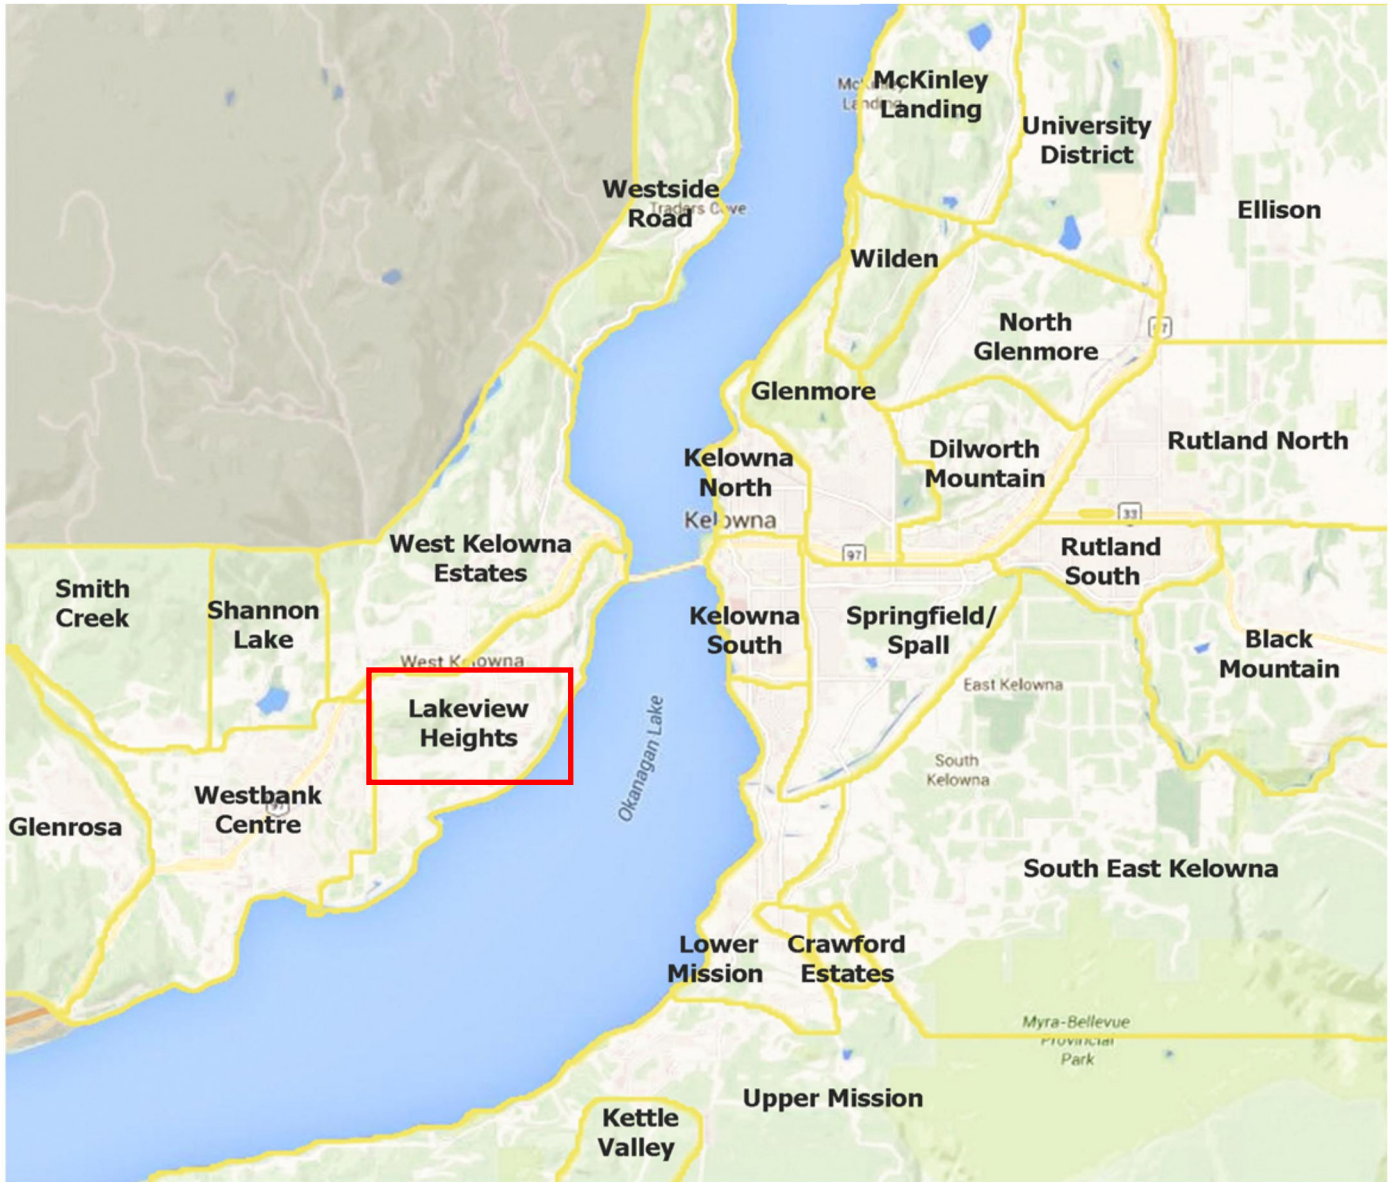 McKinley
Landing
McKinley
Landing
University
District
Westside
Road
Traders Cove
Ellison
Wilden
North
Glenmore
97
Glenmore
Rutland North
Dilworth
Mountain
Kelowna
North
Kelowna
33
West Kelowna
Estates
97
Rutland
South
Smith
Creek
Shannon
Lake
Kelowna
South
Springfield/
Spall
Black
Mountain
West Kelowna
East Kelowna
Lakeview
Heights
Okanagan Lake
South
Kelowna
Westbank
Centre
97
Glenrosa
South East Kelowna
Lower
Mission
Crawford
Estates
Myra-Bellevue
Provincial
Park
Upper Mission
Kettle
Valley